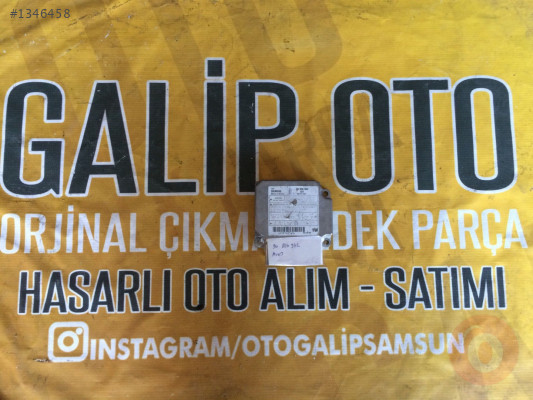 #1346458
GALİP OTO
ORJİNAL ÇIKMA DEK PARÇA
HASARLI OTO ALIM - SATIMI
INSTAGRAM/OTOGALIPSAMSUN